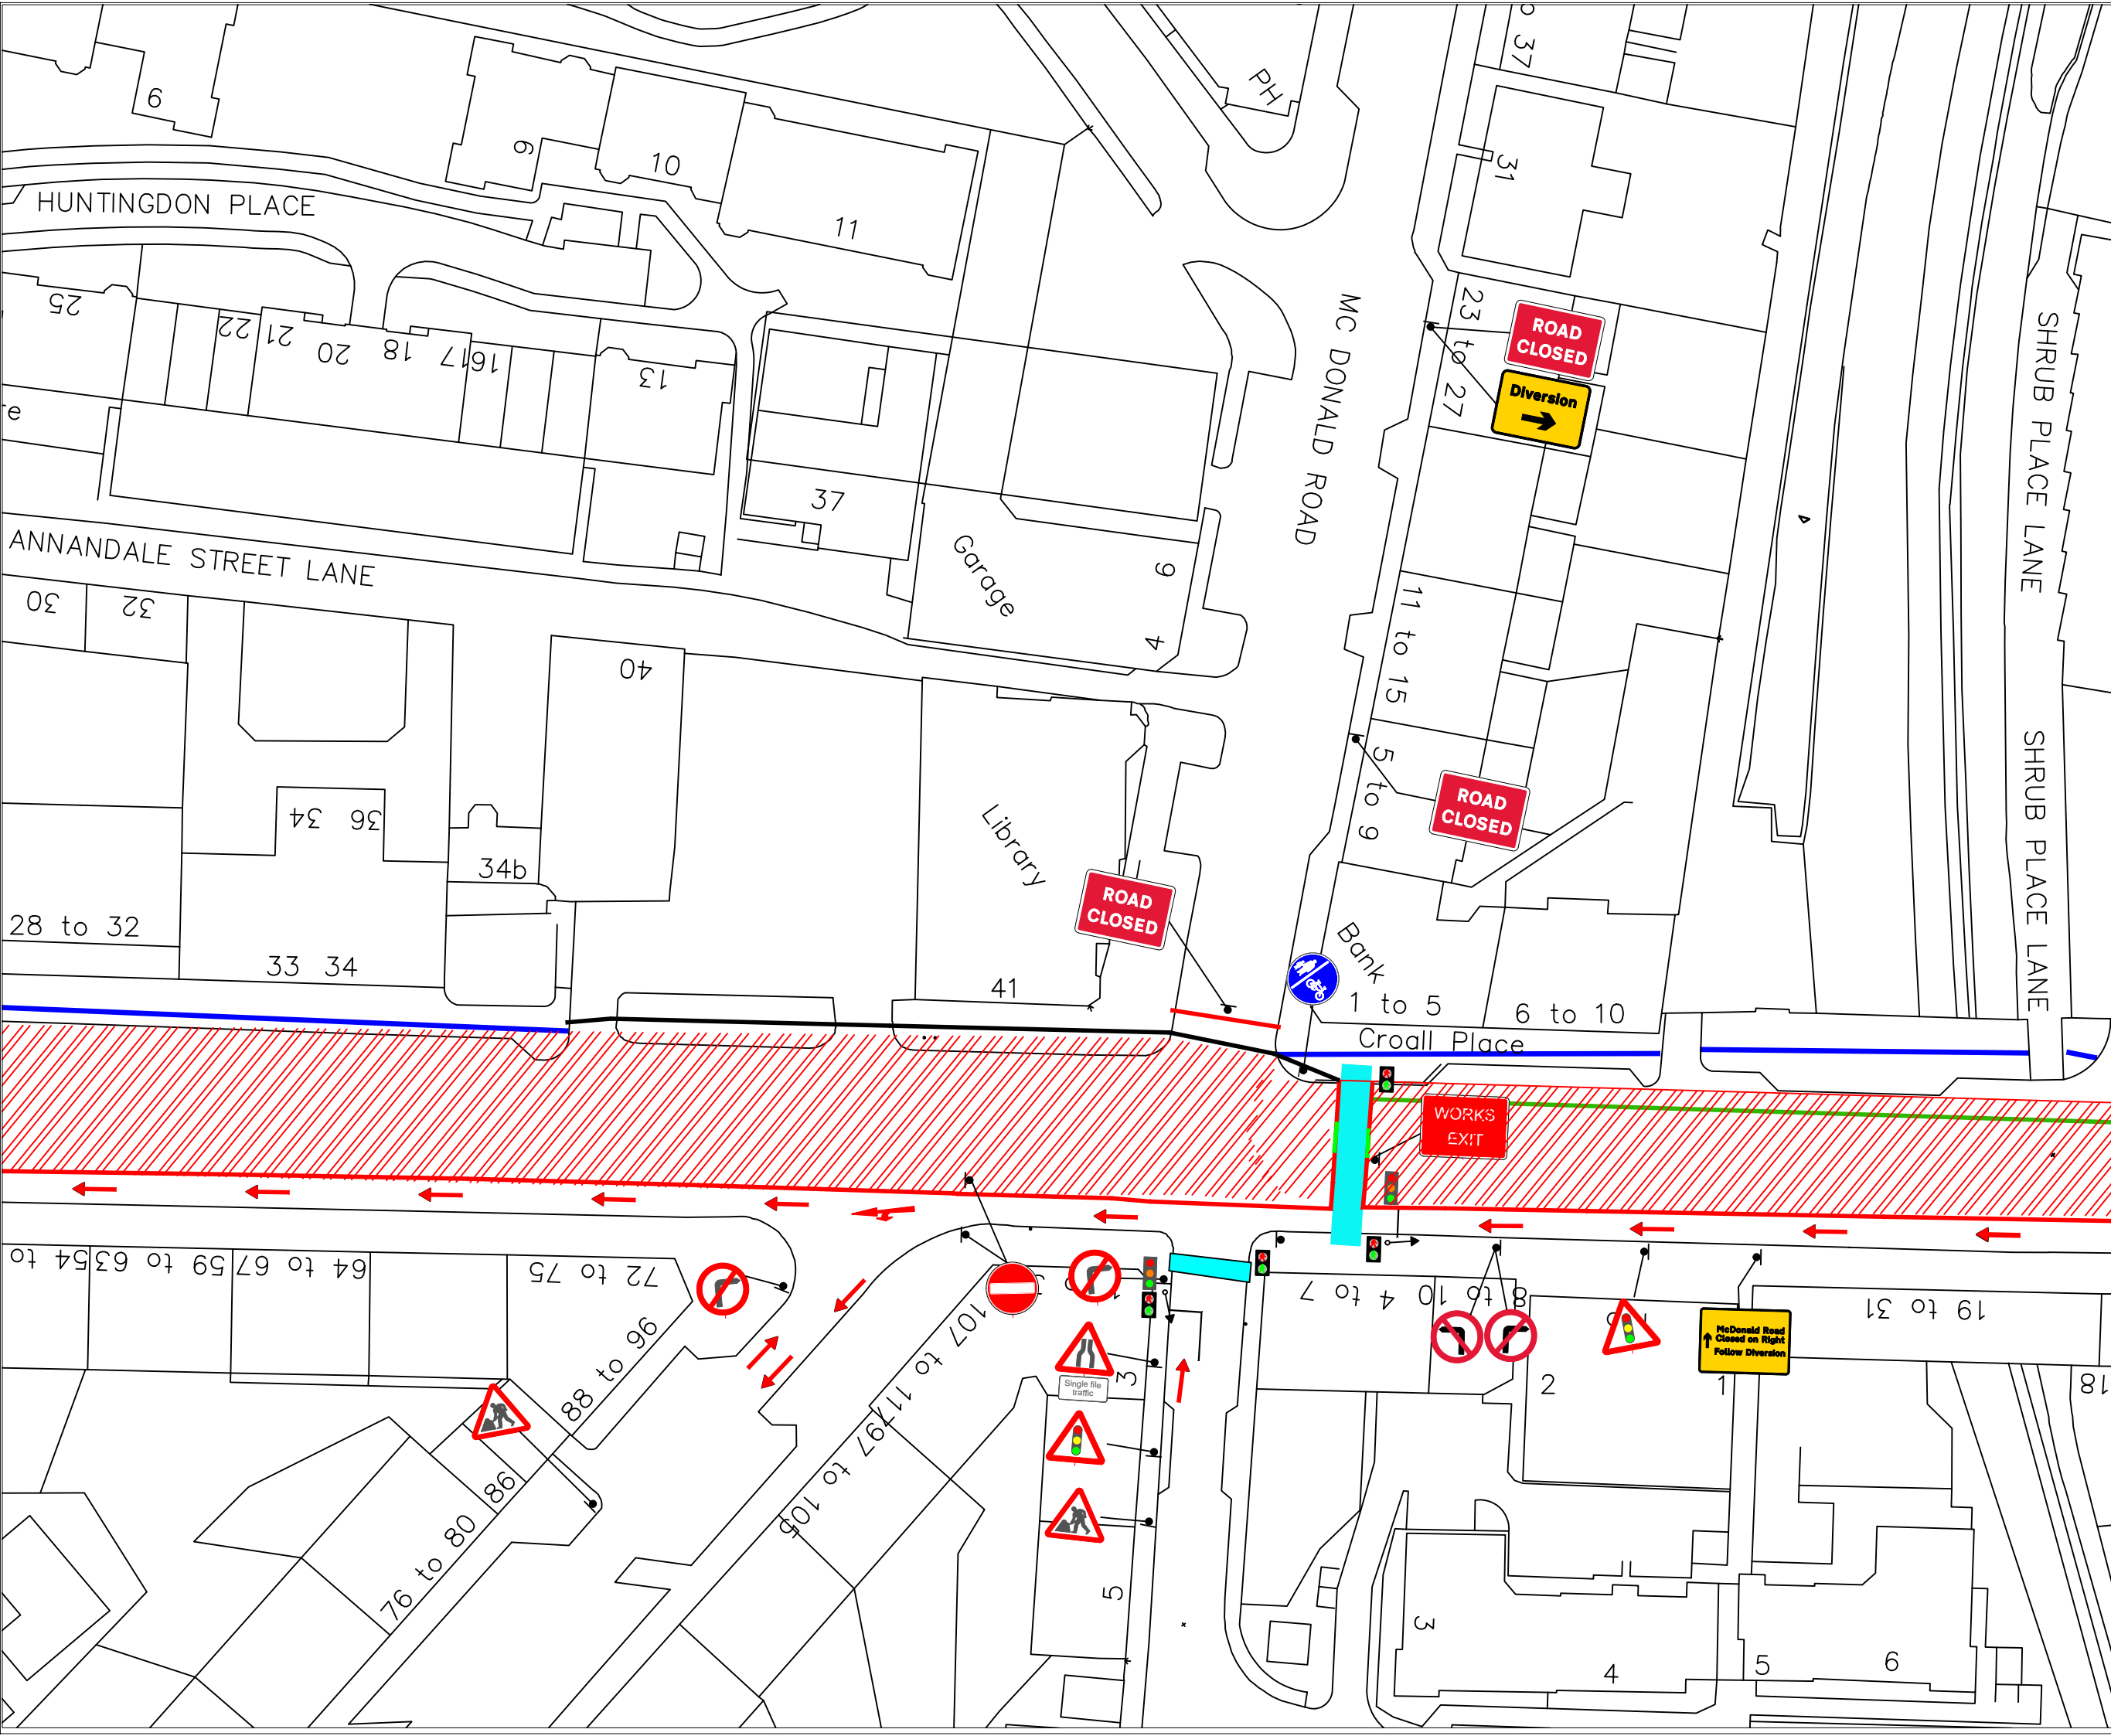 PH
37
9
6
10
11
31
HUNTINGDON PLACE
25
22
21
20
18
17
16
13
23 to 27
ROAD
CLOSED
Diversion
MC DONALD ROAD
SHRUB PLACE LANE
37
ANNANDALE STREET LANE
30
32
Garage
6
4
11 to 15
40
SHRUB PLACE LANE
5 to 9
ROAD
CLOSED
34
36
34b
Library
ROAD
CLOSED
28 to 32
33 34
41
Bank
1 to 5
6 to 10
Croall Place
WORKS
EXIT
54 to
59 to 63
64 to 67
72 to 75
4 to 7
8 to 10
19 to 31
88 to 96
107 to 117
97 to 105
McDonald Road
Closed on Right
Follow Diversion
3
Single file
traffic
2
1
18
86
76 to 80
5
3
4
5
6